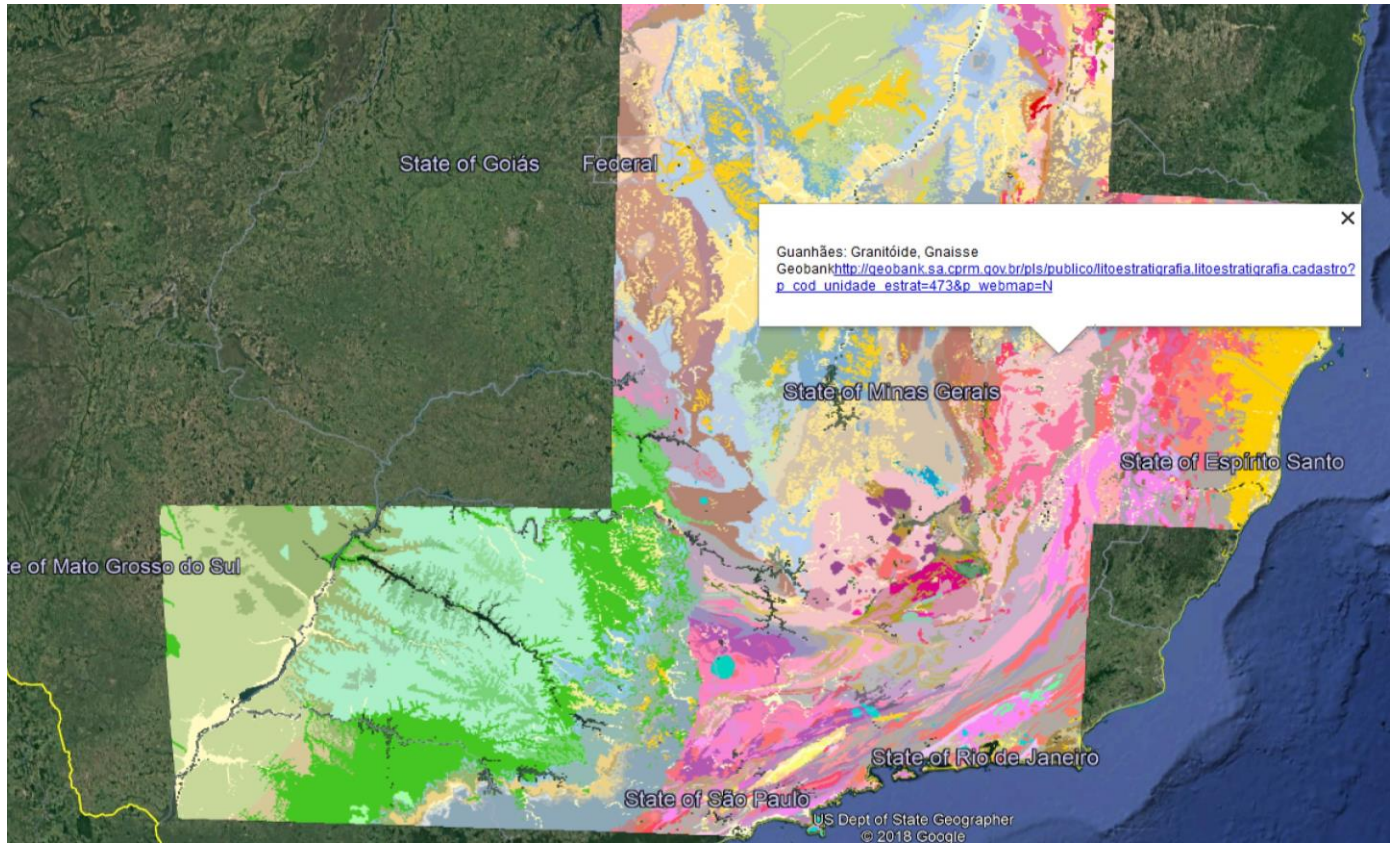 State of Goiás
Federal
×
Guanhães: Granitóide, Gnaisse
Geobankhttp://geobank.sa.cprm.gov.br/pls/publico/litoestratigrafia.litoestratigrafia.cadastro?
p_cod_unidade_estrat=473&p_webmap=N
State of Minas Gerais
State of Espírito Santo
te of Mato Grosso do Sul
State of Rio de Janeiro
State of São Paulo
US Dept of State Geographer
© 2018 Google